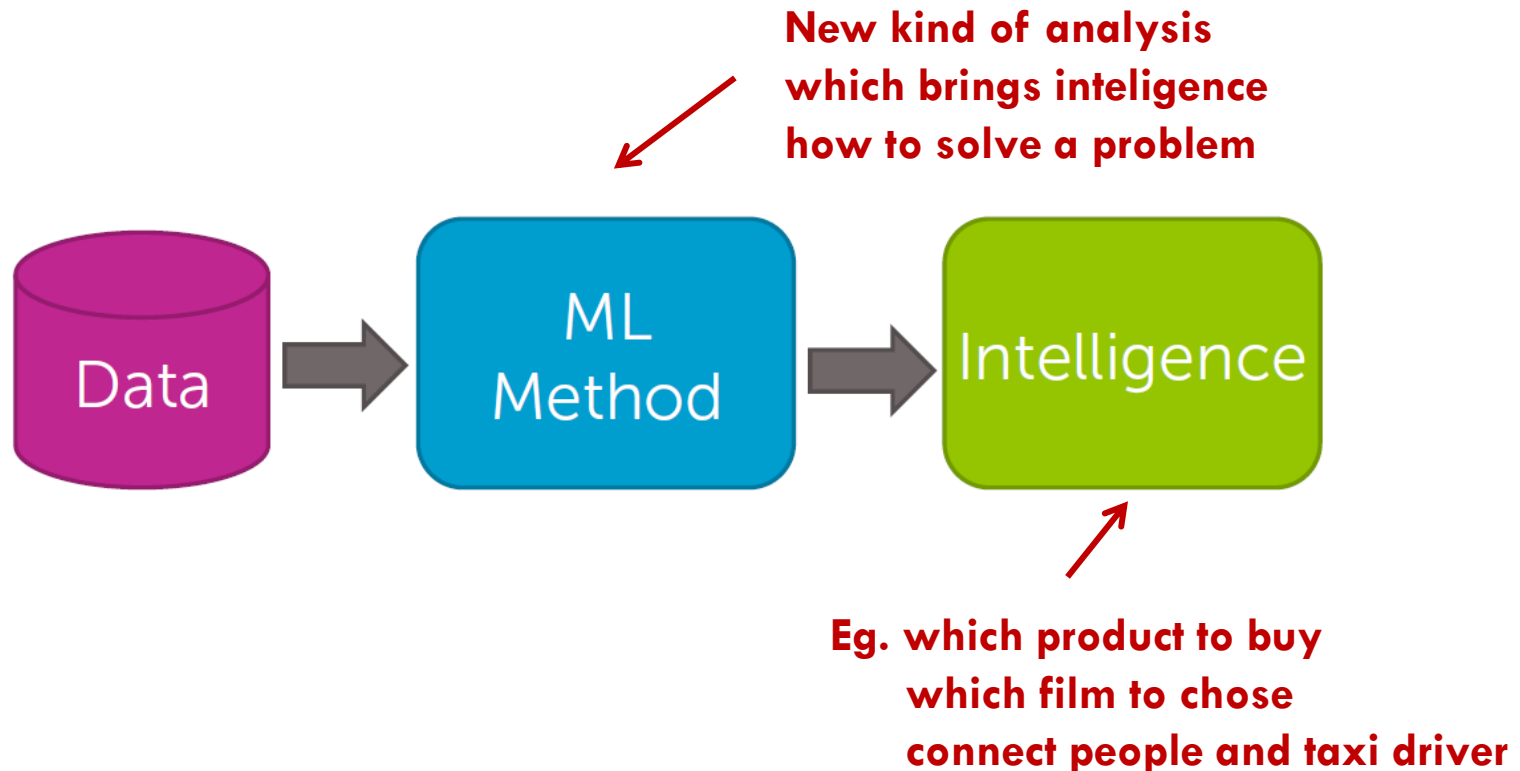 New kind of analysis
which brings inteligence
how to solve a problem
Data
ML
Method
Intelligence
Eg. which product to buy
which film to chose
connect people and taxi driver